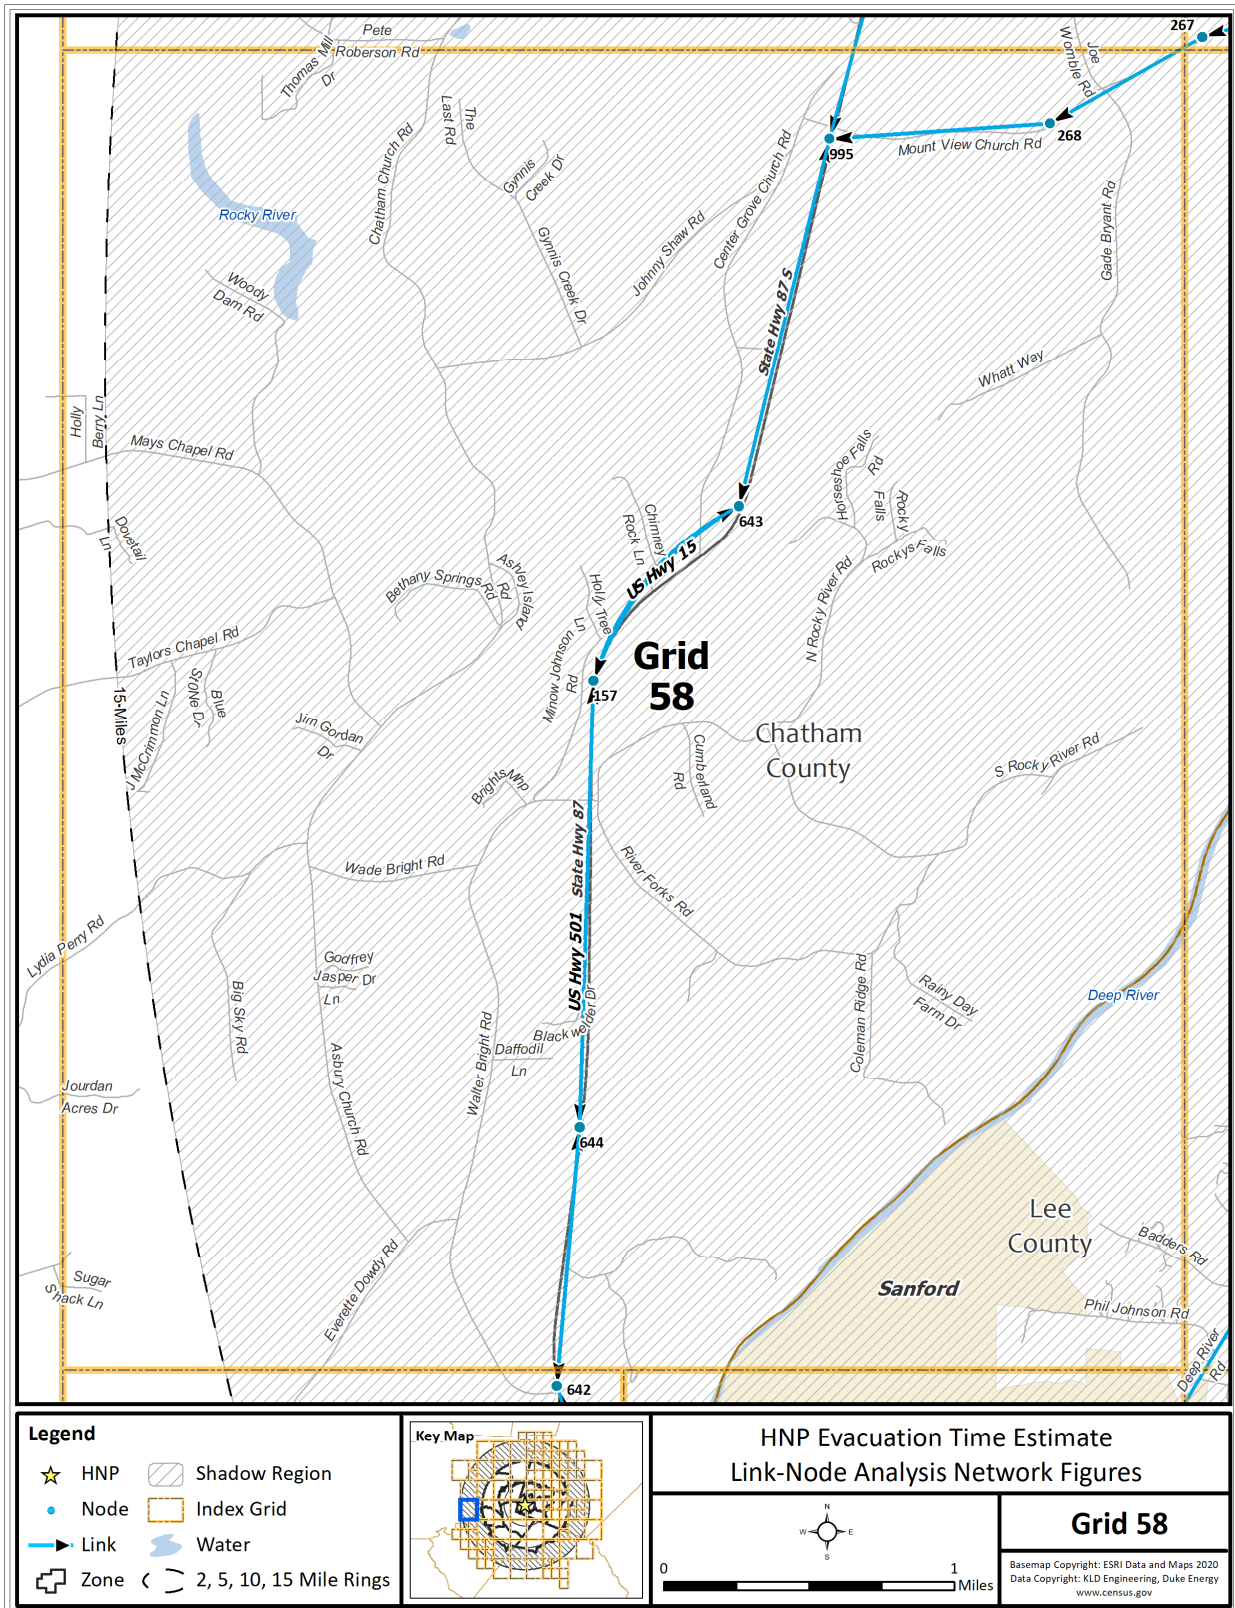 267
Pete
Roberson Rd
Thomas Mil
Dr
Joe
Womble Rd
The
Last Rd
268
995
Mount View Church Rd
Chatham Church Rd
Gynnis
Creek Dr
Center Grove Church Rd
Gade Bryant Rd
Rocky River
Johnny Shaw Rd
Gynnis Creek Dr
Woody
Dam Rd
State Hwy 87 S
Whatt Way
Holly
Berry Ln
Mays Chapel Rd
Horseshoe Falls
Rd
Rocky
Falls
Chimney
Rock Ln
643
Dovetail
Ln
US Hwy 15
Rockys Falls
Ashley Island
Rd
Bethany Springs
Rd
Holly Tree
Ln
N Rocky River Rd
Taylors Chapel Rd
Grid
58
Minow Johnson
Rd
157
Blue
Stone Dr
15-Miles
J McCrimmon Ln
Jim Gordan
Dr
Chatham
County
Cumberland
Rd
S Rocky River Rd
Brights Mhp
State Hwy 87
Wade Bright Rd
River Forks Rd
US Hwy 501
Lydia Perry Rd
Godfrey
Jasper Dr
Ln
Big Sky Rd
Coleman Ridge Rd
Rainy Day
Farm Dr
Deep River
Blackwelder Dr
Daffodil
Ln
Walter Bright Rd
Asbury Church Rd
Jourdan
Acres Dr
644
Lee
County
Badders Rd
Everette Dowdy Rd
Sugar
Shack Ln
Sanford
Phil Johnson Rd
Deep River
Rd
642
Legend
HNP
Shadow Region
Node
Index Grid
Link
Water
Zone
2, 5, 10, 15 Mile Rings
Key Map
HNP Evacuation Time Estimate
Link-Node Analysis Network Figures
N
W E
S
0 1
Miles
Grid 58
Basemap Copyright: ESRI Data and Maps 2020
Data Copyright: KLD Engineering, Duke Energy
www.census.gov